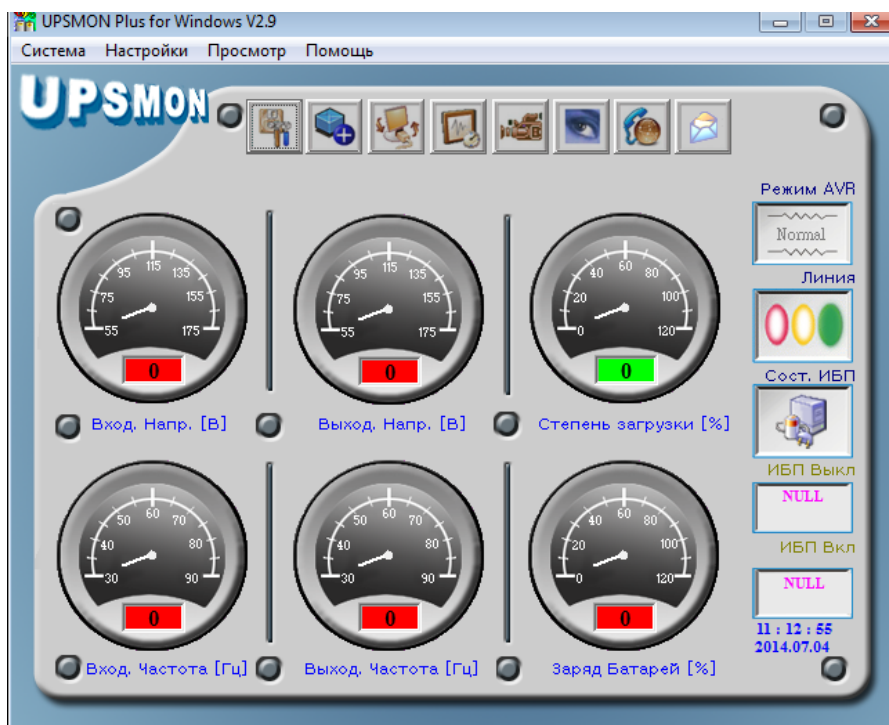 UPSMON Plus for Windows V2.9
Система Настройки Просмотр Помощь
UPSMON
Режим AVR
Normal
Линия
Сост. ИБП
ИБП Выкл
NULL
ИБП Вкл
NULL
11 : 12 : 55
2014.07.04
55 75 95 115 135 155 175
0
Вход. Напр. [В]
55 75 95 115 135 155 175
0
Выход. Напр. [В]
0 20 40 60 80 100 120
0
Степень загрузки [%]
30 40 50 60 70 80 90
0
Вход. Частота [Гц]
30 40 50 60 70 80 90
0
Выход. Частота [Гц]
0 20 40 60 80 100 120
0
Заряд Батарей [%]